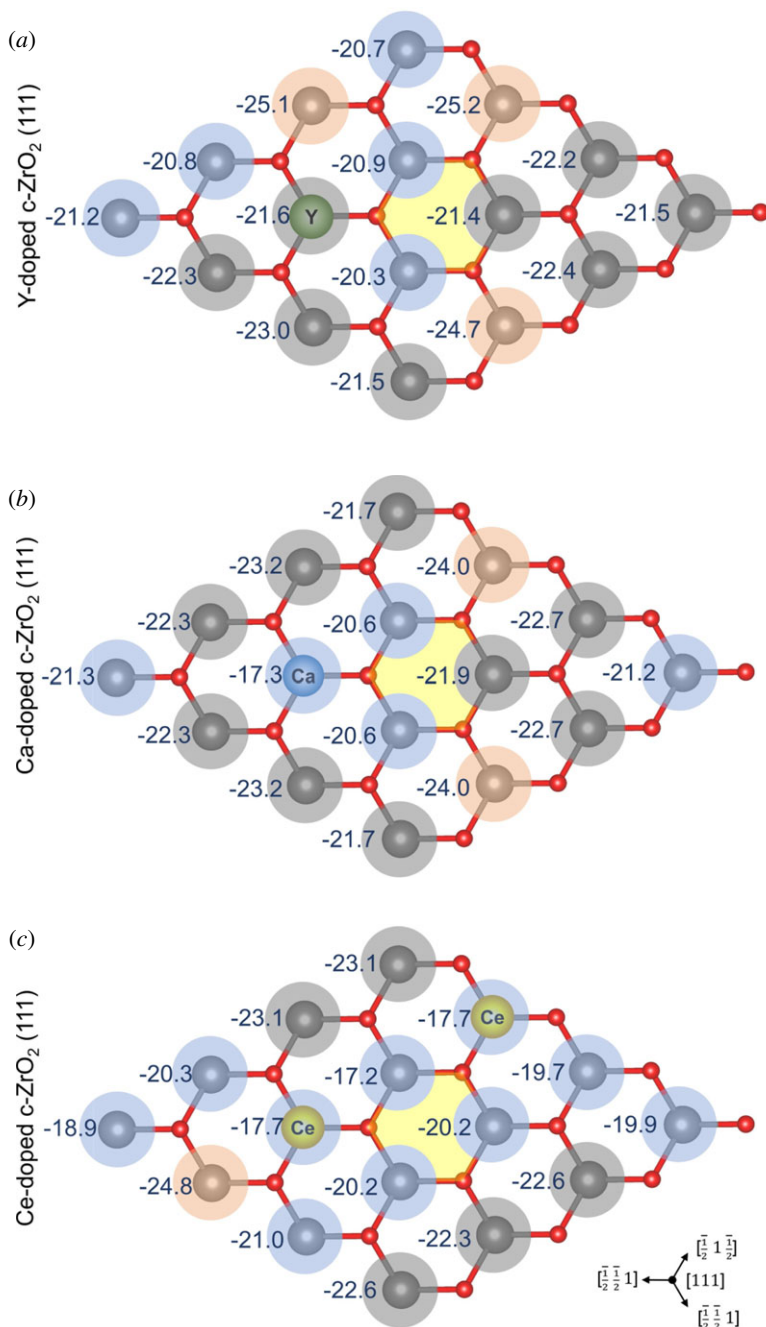 (a)
Y-doped c-ZrO₂ (111)
-20.7
-25.1 -25.2
-20.8 -20.9 -22.2
-21.2 -21.6 Y -21.4 -21.5
-22.3 -20.3 -22.4
-23.0 -24.7
-21.5
(b)
Ca-doped c-ZrO₂ (111)
-21.7
-23.2 -24.0
-22.3 -20.6 -22.7
-21.3 -17.3 Ca -21.9 -21.2
-22.3 -20.6 -22.7
-23.2 -24.0
-21.7
(c)
Ce-doped c-ZrO₂ (111)
-23.1
-23.1 -17.7 Ce
-20.3 -17.2 -19.7
-18.9 -17.7 Ce -20.2 -19.9
-24.8 -20.2 -22.6
-21.0 -22.3
-22.6
[1̅/2 1 1̅/2]
[1̅/2 1̅/2 1] [111]
[1̅/2 1̅/2 1]